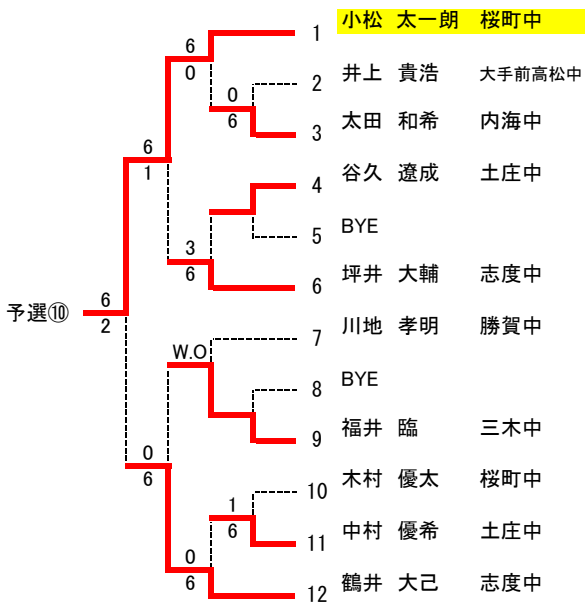 1 小松 太一朗 桜町中
6
0
2 井上 貴浩 大手前高松中
0
6
3 太田 和希 内海中
6
1
4 谷久 遼成 土庄中
5 BYE
3
6
6 坪井 大輔 志度中
予選⑩
6
2
7 川地 孝明 勝賀中
W.O
8 BYE
9 福井 臨 三木中
0
6
10 木村 優太 桜町中
1
6
11 中村 優希 土庄中
0
6
12 鶴井 大己 志度中